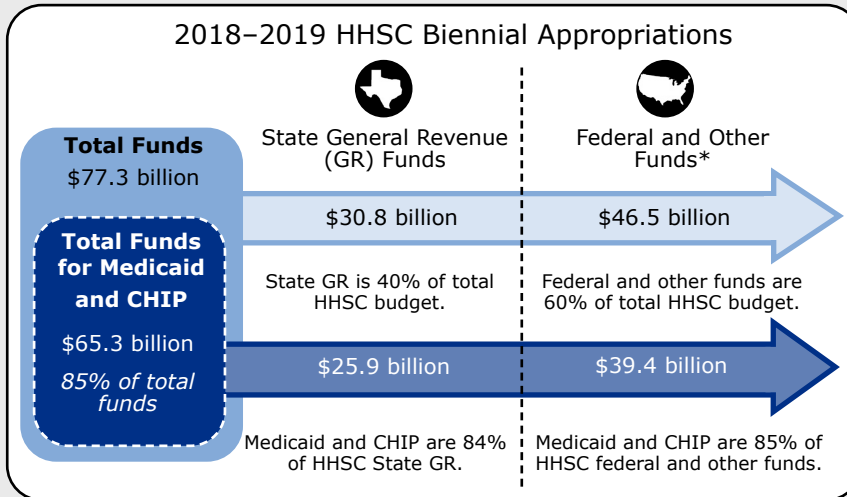 2018–2019 HHSC Biennial Appropriations
Total Funds
$77.3 billion
State General Revenue
(GR) Funds
Federal and Other
Funds*
$30.8 billion
$46.5 billion
State GR is 40% of total
HHSC budget.
Federal and other funds are
60% of total HHSC budget.
Total Funds
for Medicaid
and CHIP
$65.3 billion
85% of total
funds
$25.9 billion
$39.4 billion
Medicaid and CHIP are 84%
of HHSC State GR.
Medicaid and CHIP are 85% of
HHSC federal and other funds.